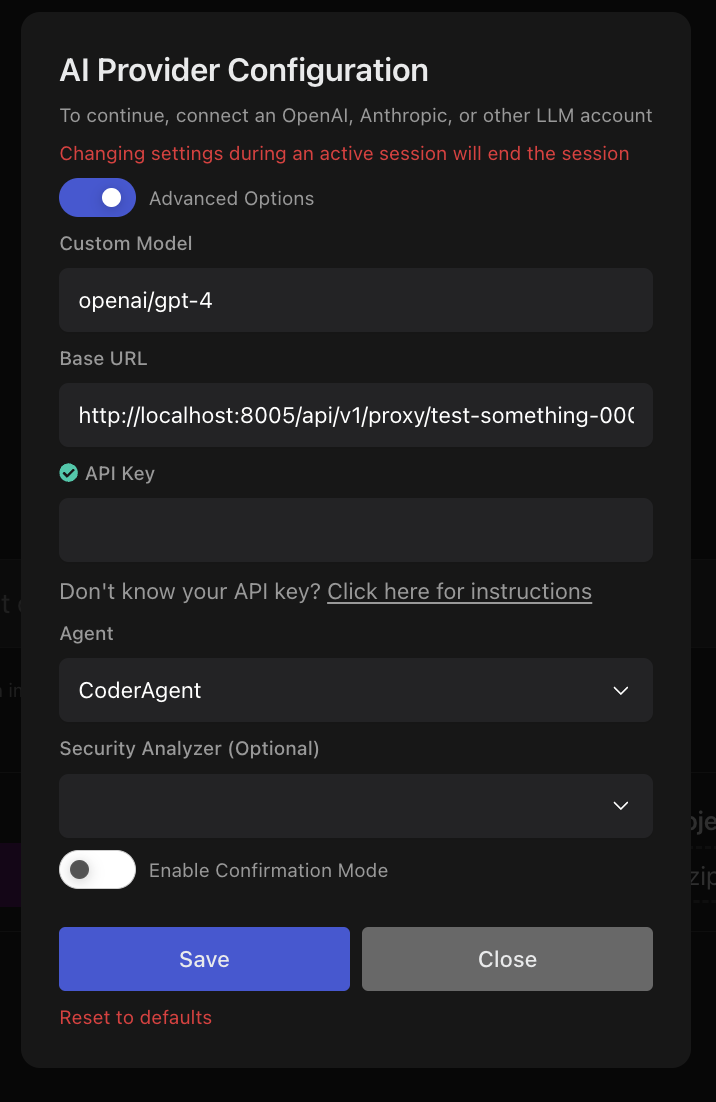 AI Provider Configuration
To continue, connect an OpenAI, Anthropic, or other LLM account
Changing settings during an active session will end the session
Advanced Options
Custom Model
openai/gpt-4
Base URL
http://localhost:8005/api/v1/proxy/test-something-00
API Key
Don't know your API key? Click here for instructions
Agent
CoderAgent
Security Analyzer (Optional)
Enable Confirmation Mode
Save
Close
Reset to defaults